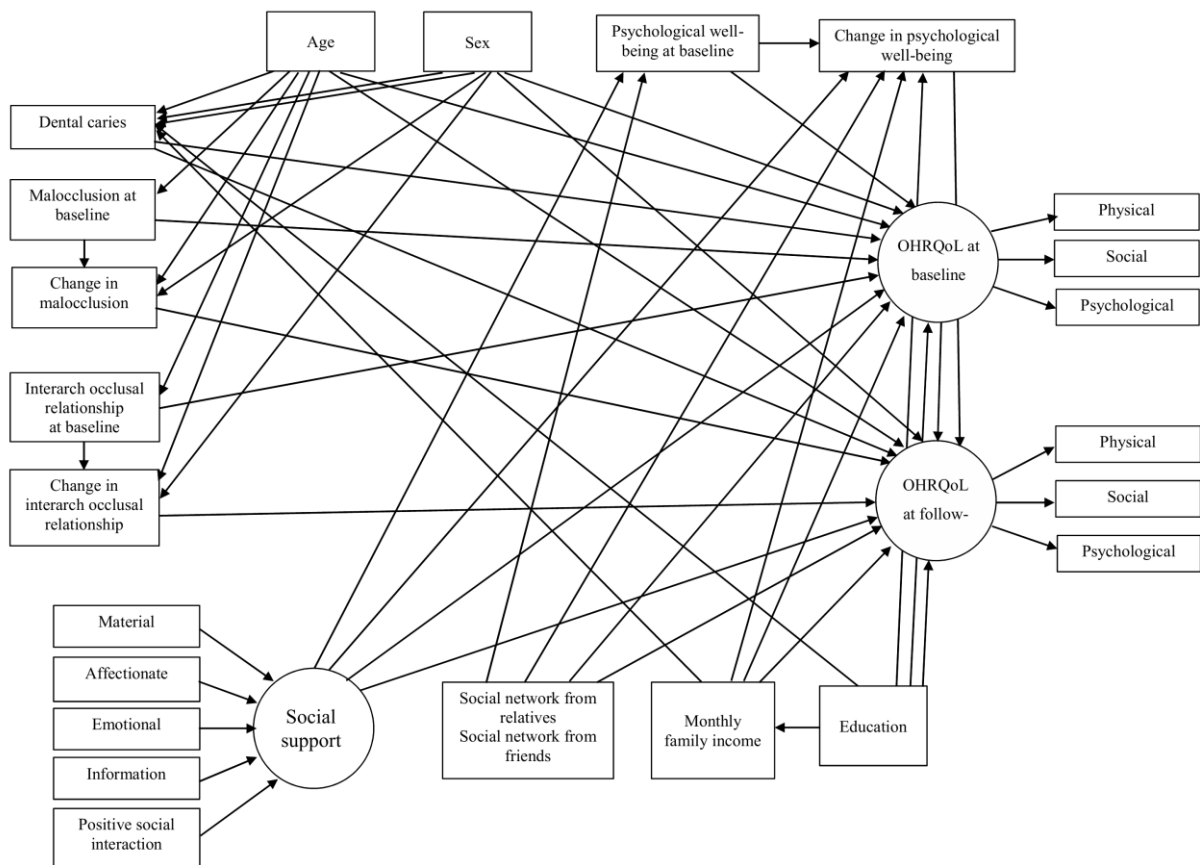 Age
Sex
Psychological well-
being at baseline
Change in psychological
well-being
Dental caries
Malocclusion at
baseline
Change in
malocclusion
Interarch occlusal
relationship
at baseline
Change in
interarch occlusal
relationship
OHRQoL at
baseline
Physical
Social
Psychological
OHRQoL
at follow-
Physical
Social
Psychological
Material
Affectionate
Emotional
Information
Positive social
interaction
Social
support
Social network from
relatives
Social network from
friends
Monthly
family income
Education